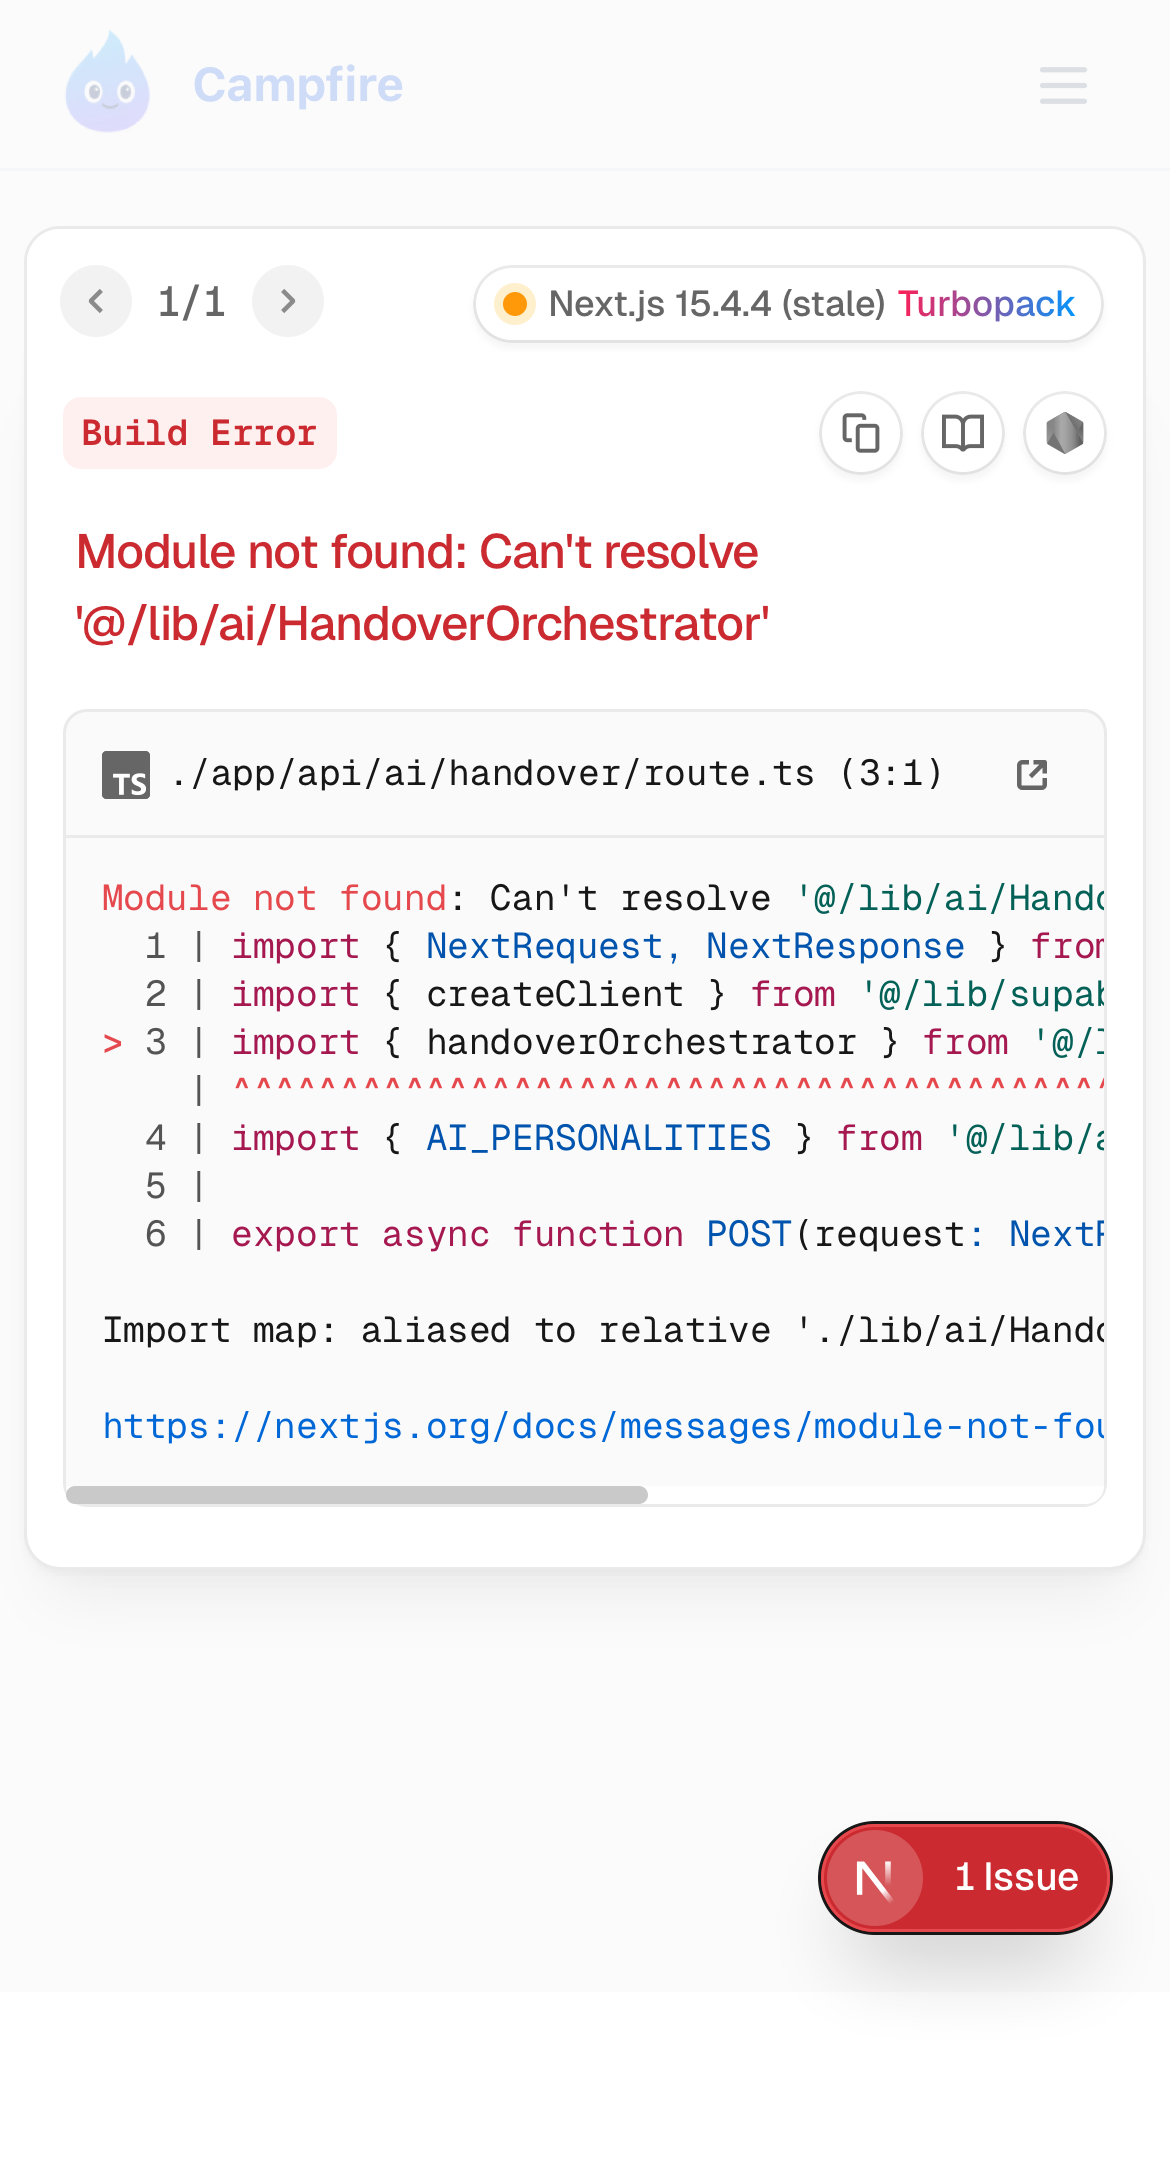 Campfire
1/1
Next.js 15.4.4 (stale) Turbopack
Build Error
Module not found: Can't resolve
'@/lib/ai/HandoverOrchestrator'
TS ./app/api/ai/handover/route.ts (3:1)
Module not found: Can't resolve '@/lib/ai/Hando
1 | import { NextRequest, NextResponse } from
2 | import { createClient } from '@/lib/supab
> 3 | import { handoverOrchestrator } from '@/l
| ^^^^^^^^^^^^^^^^^^^^^^^^^^^^^^^^^^^^^^^^^
4 | import { AI_PERSONALITIES } from '@/lib/a
5 |
6 | export async function POST(request: NextR
Import map: aliased to relative './lib/ai/Hando
https://nextjs.org/docs/messages/module-not-fou
N 1 Issue